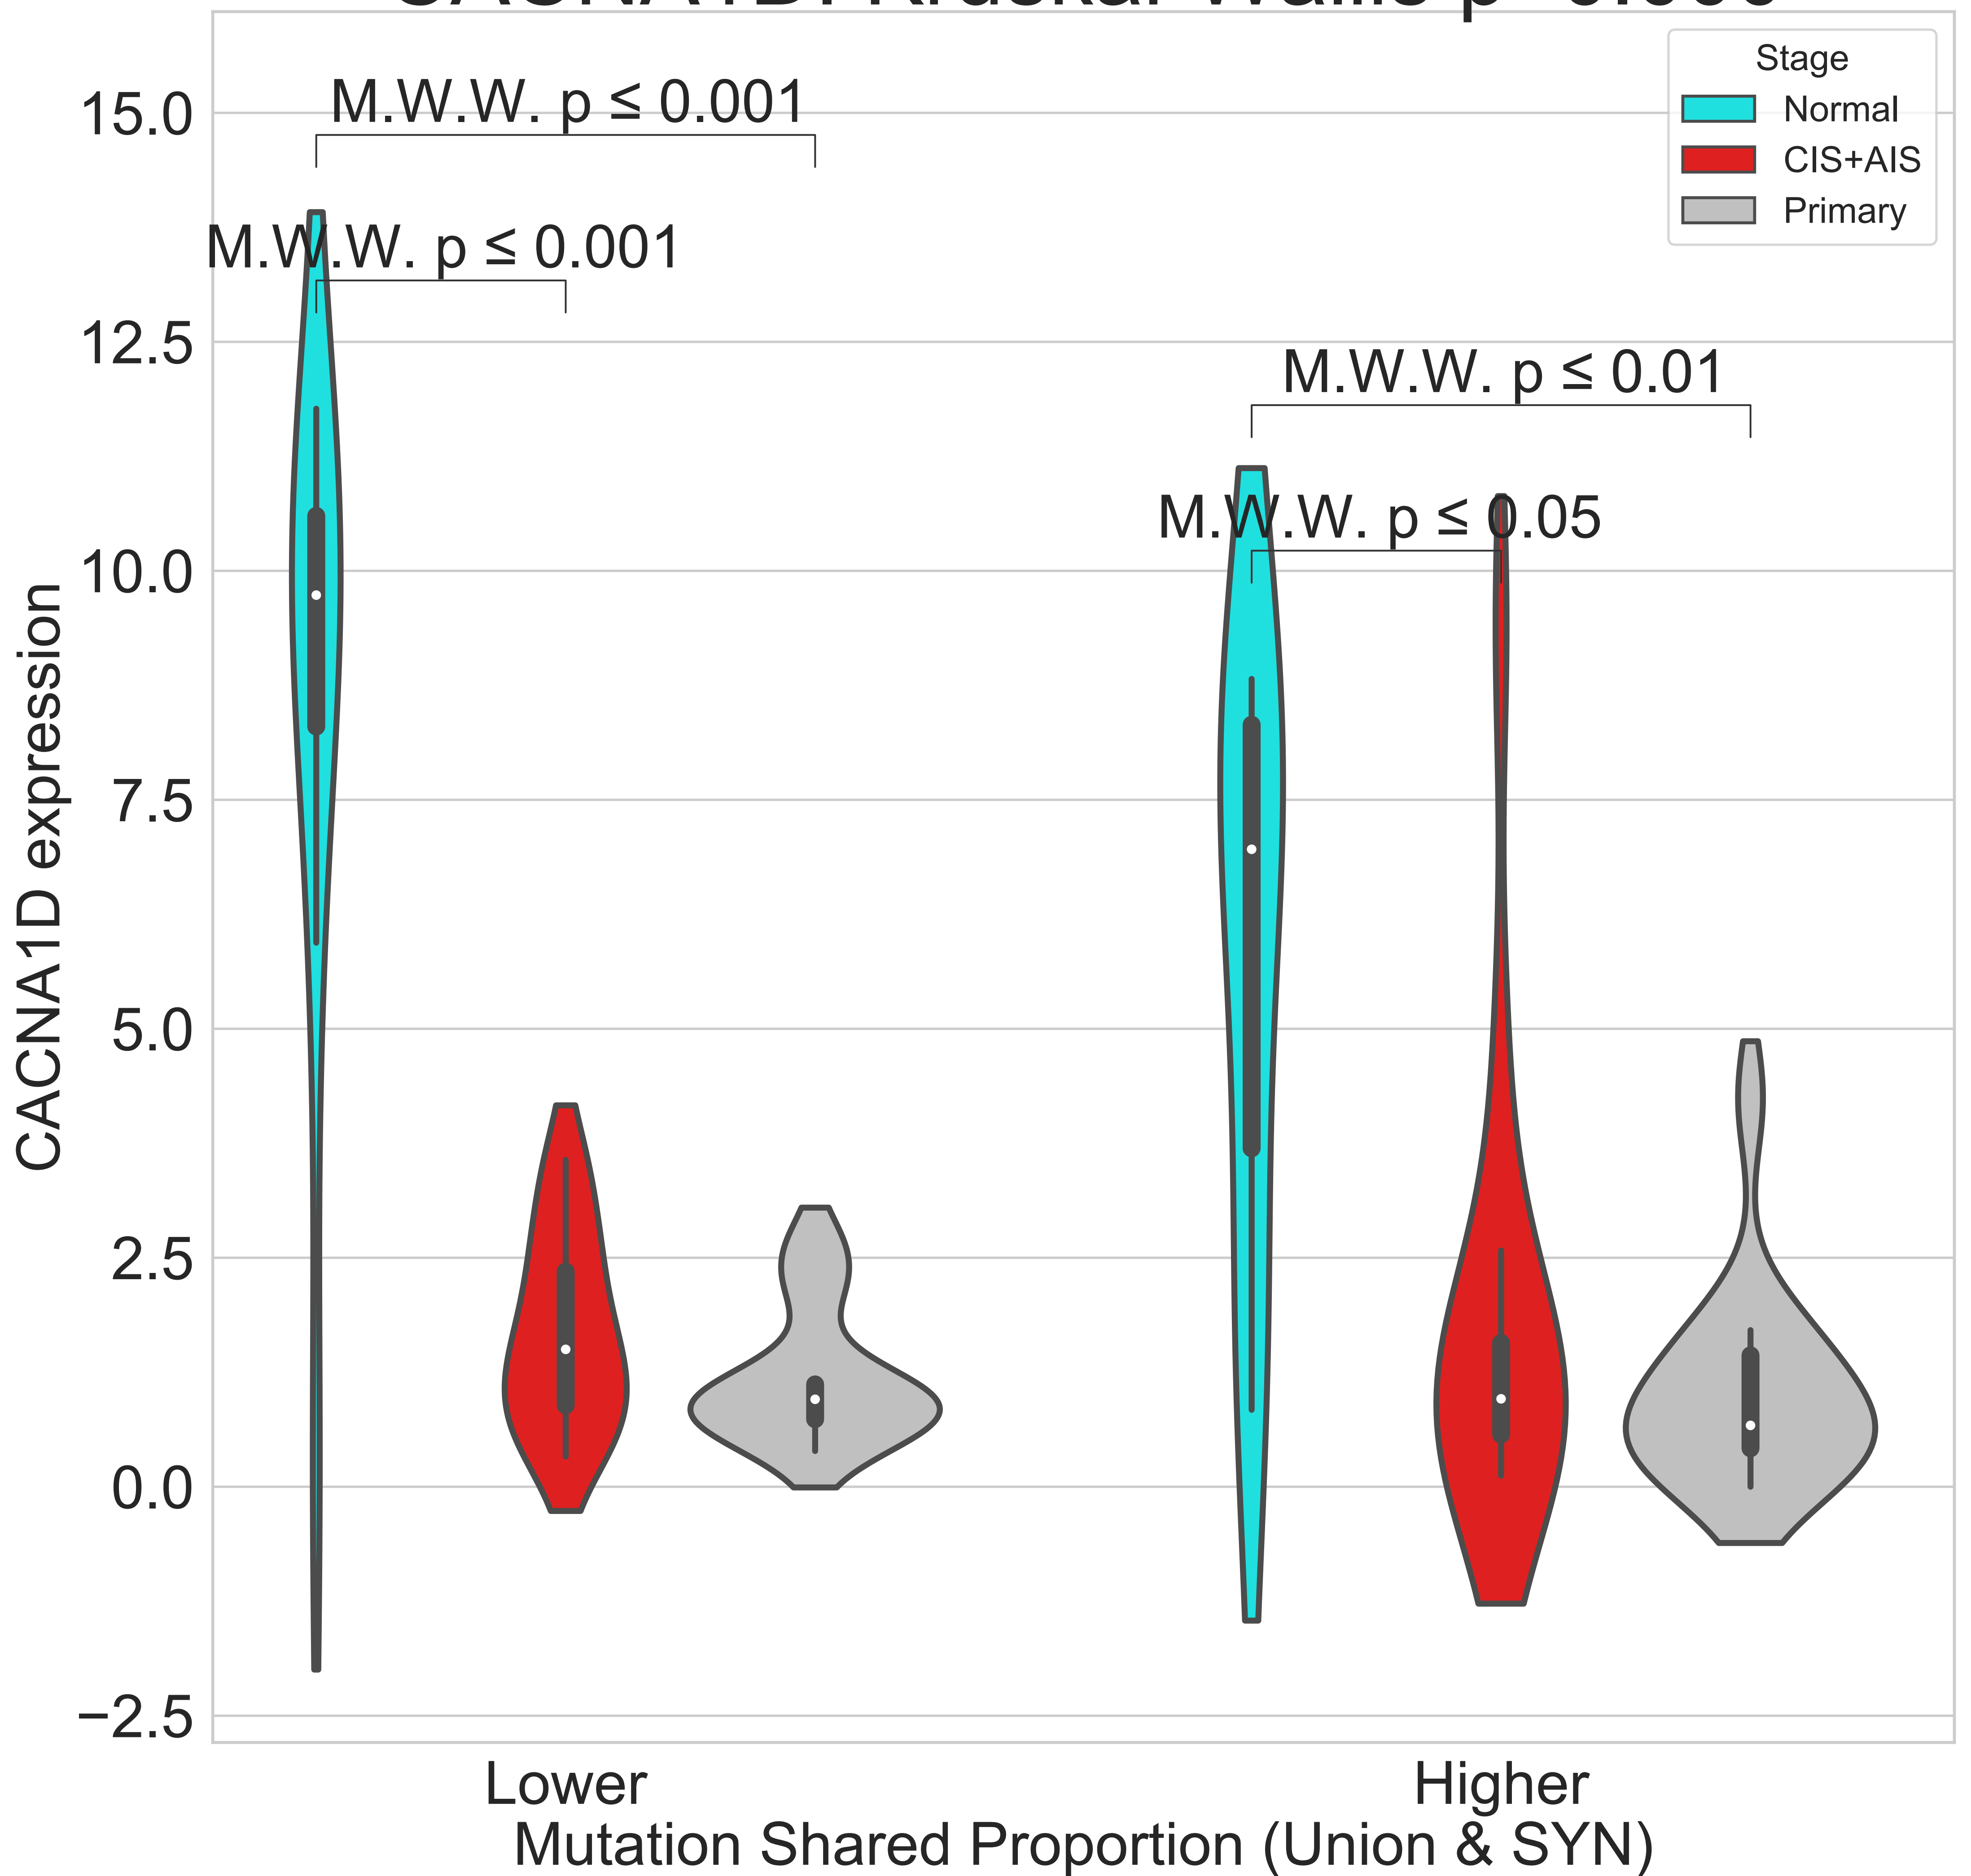 Stage
Normal
CIS+AIS
Primary
M.W.W. p ≤ 0.001
M.W.W. p ≤ 0.001
M.W.W. p ≤ 0.01
M.W.W. p ≤ 0.05
15.0
12.5
10.0
7.5
5.0
2.5
0.0
−2.5
CACNA1D expression
Lower
Higher
Mutation Shared Proportion (Union & SYN)